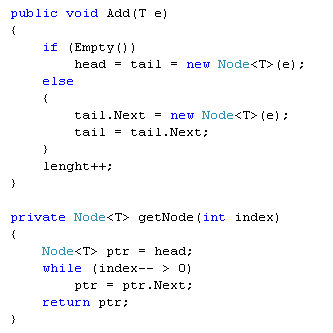 public void Add(T e)
{
    if (Empty())
        head = tail = new Node<T>(e);
    else
    {
        tail.Next = new Node<T>(e);
        tail = tail.Next;
    }
    lenght++;
}

private Node<T> getNode(int index)
{
    Node<T> ptr = head;
    while (index-- > 0)
        ptr = ptr.Next;
    return ptr;
}